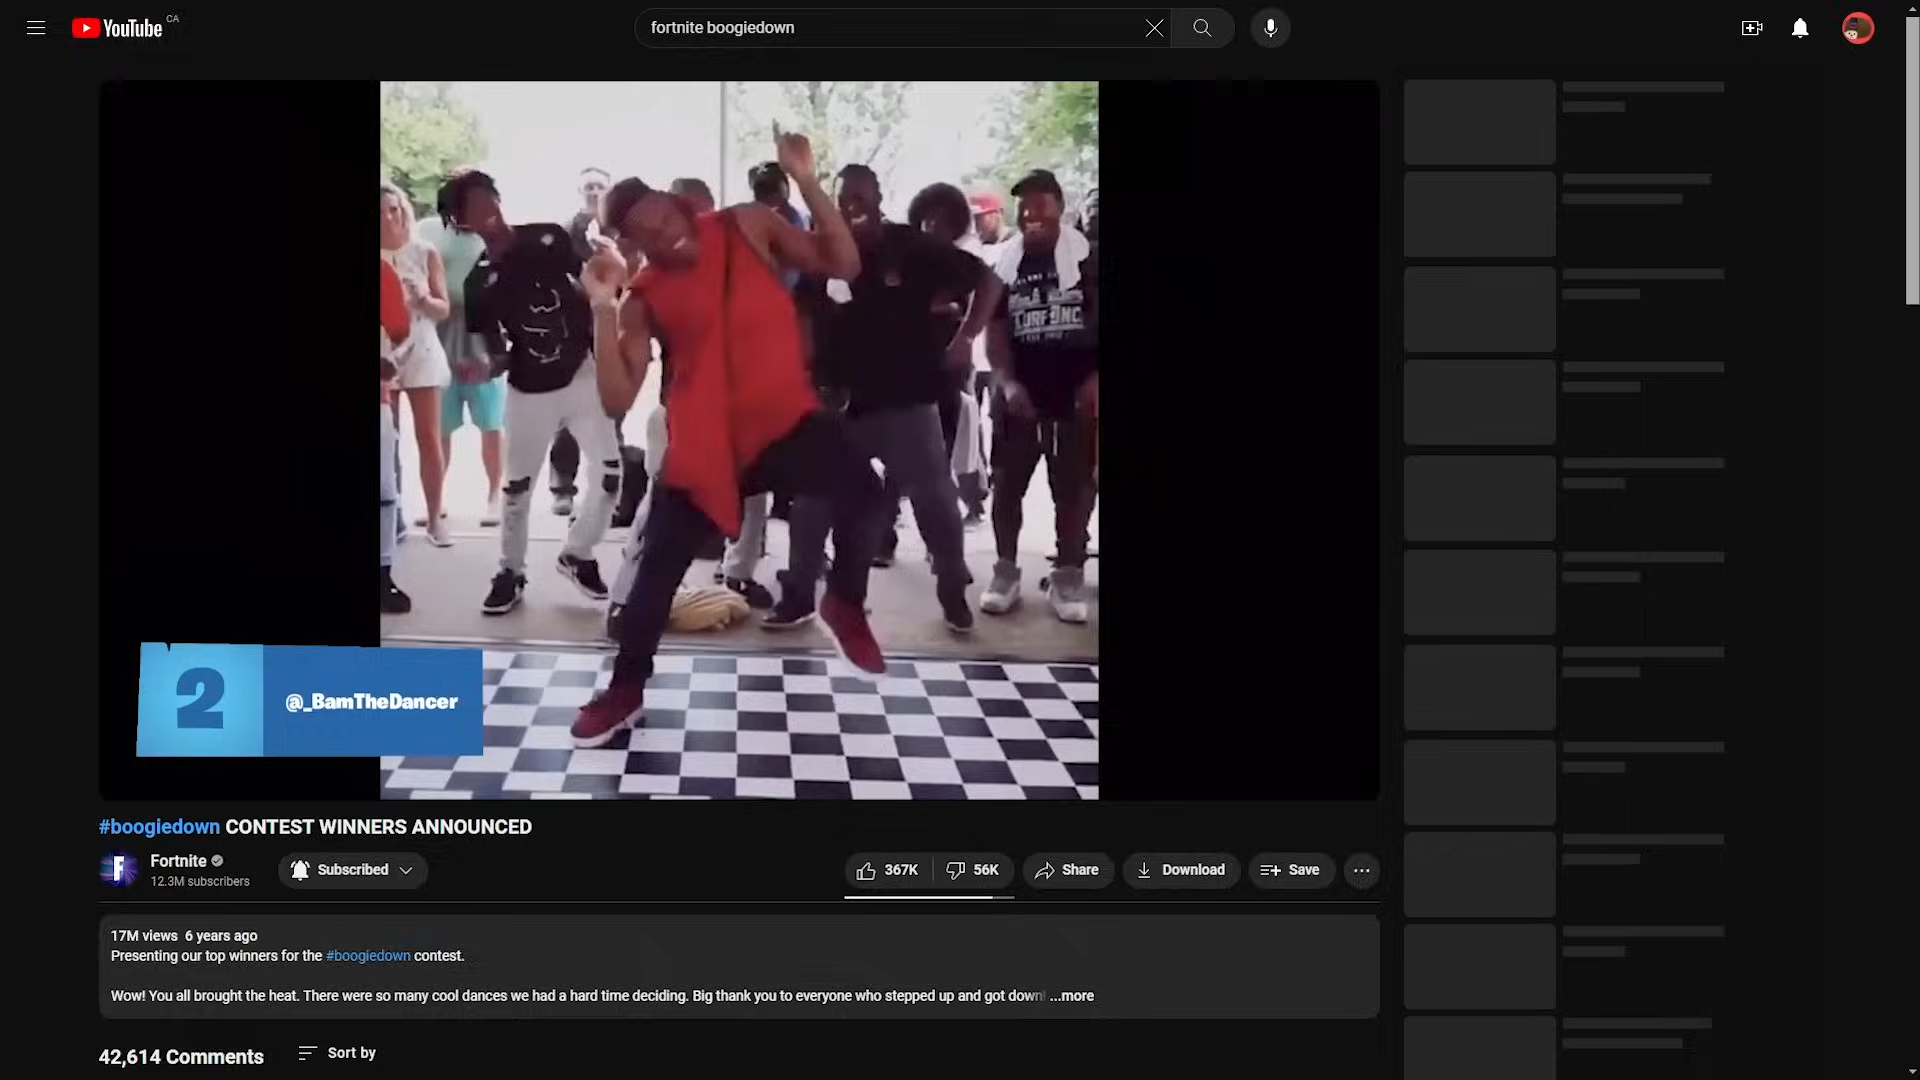 YouTube CA
fortnite boogiedown
TURF INC
2
@_BamTheDancer
#boogiedown CONTEST WINNERS ANNOUNCED
Fortnite
12.3M subscribers
Subscribed
367K
56K
Share
Download
Save
17M views 6 years ago
Presenting our top winners for the #boogiedown contest.
Wow! You all brought the heat. There were so many cool dances we had a hard time deciding. Big thank you to everyone who stepped up and got down! ...more
42,614 Comments
Sort by